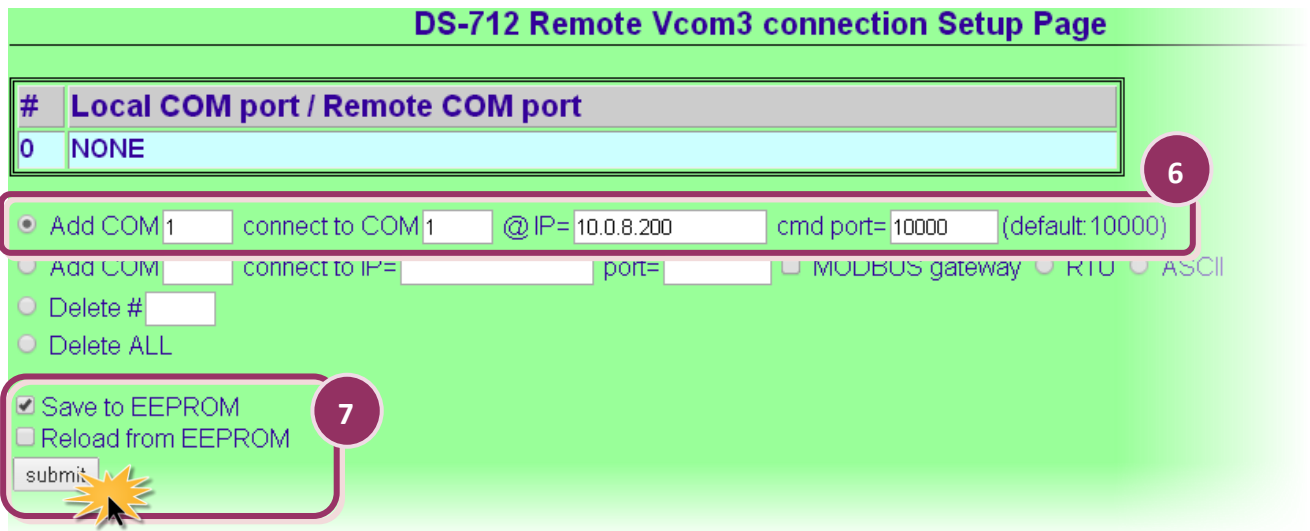 DS-712 Remote Vcom3 connection Setup Page
# Local COM port / Remote COM port
0 NONE
6
Add COM 1 connect to COM 1 @ IP= 10.0.8.200 cmd port= 10000 (default:10000)
Add COM connect to IP= port= MODBUS gateway RTU ASCII
Delete #
Delete ALL
Save to EEPROM
7
Reload from EEPROM
submit